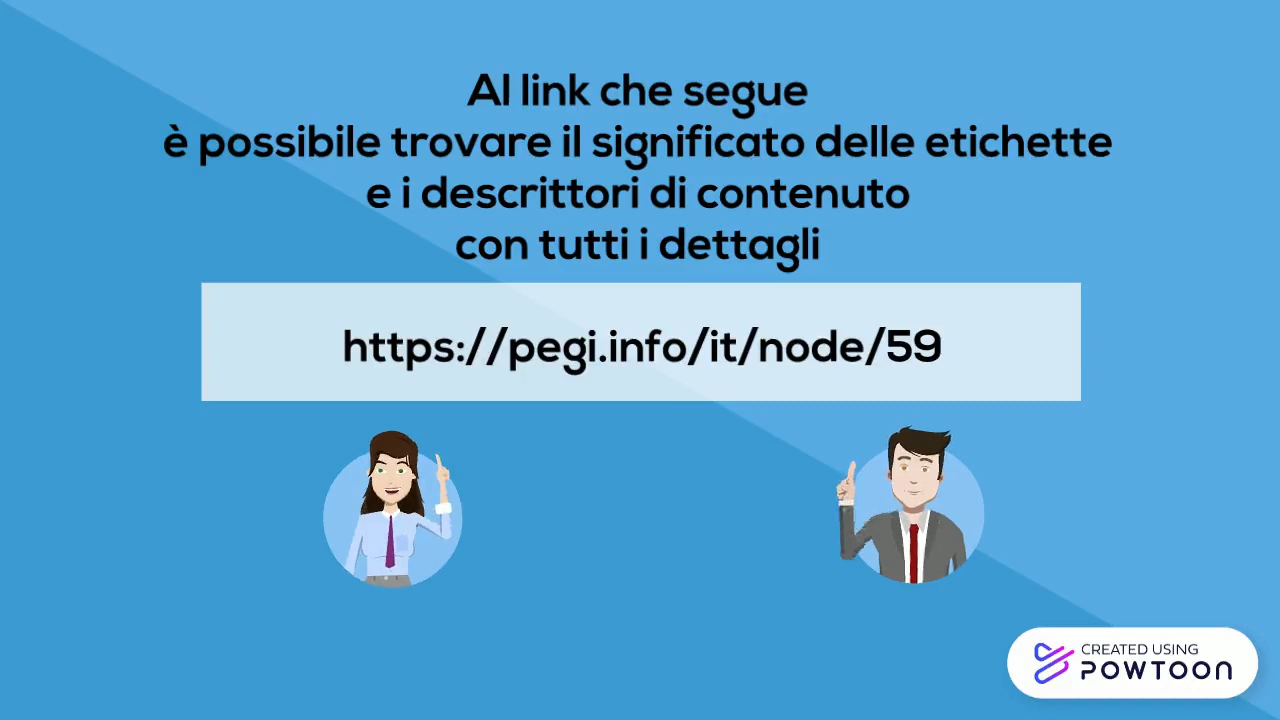 Al link che segue
è possibile trovare il significato delle etichette
e i descrittori di contenuto
con tutti i dettagli
https://pegi.info/it/node/59
CREATED USING
POWTOON